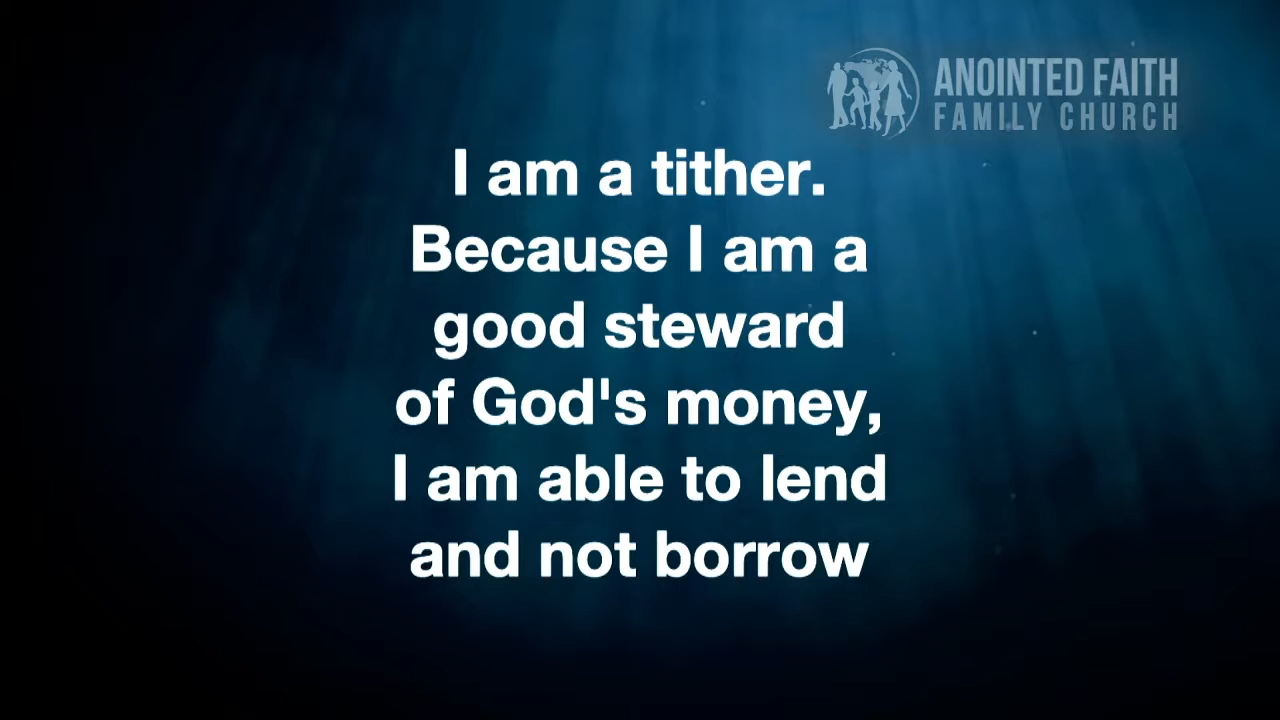 ANOINTED FAITH
FAMILY CHURCH
I am a tither.
Because I am a
good steward
of God's money,
I am able to lend
and not borrow